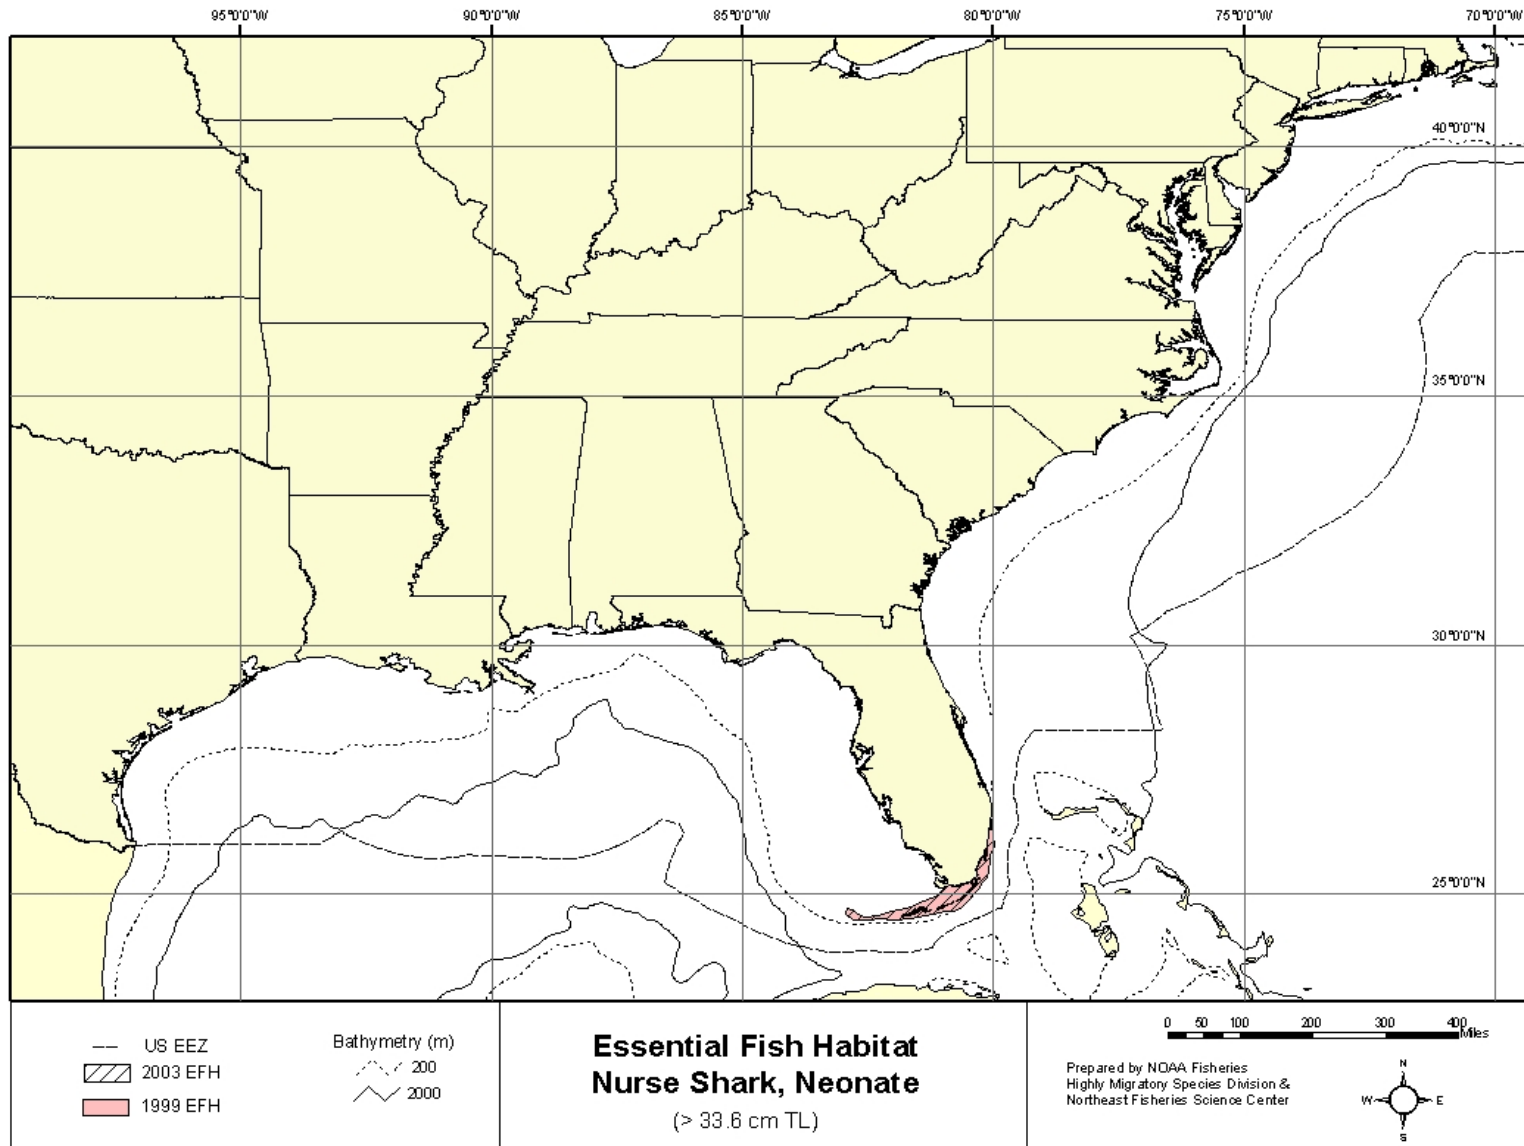 95°0'0"W 90°0'0"W 85°0'0"W 80°0'0"W 75°0'0"W 70°0'0"W
40°0'0"N
35°0'0"N
30°0'0"N
25°0'0"N
US EEZ
2003 EFH
1999 EFH
Bathymetry (m)
200
2000
Essential Fish Habitat
Nurse Shark, Neonate
(> 33.6 cm TL)
0 50 100 200 300 400
Miles
Prepared by NOAA Fisheries
Highly Migratory Species Division &
Northeast Fisheries Science Center
N
W E
S